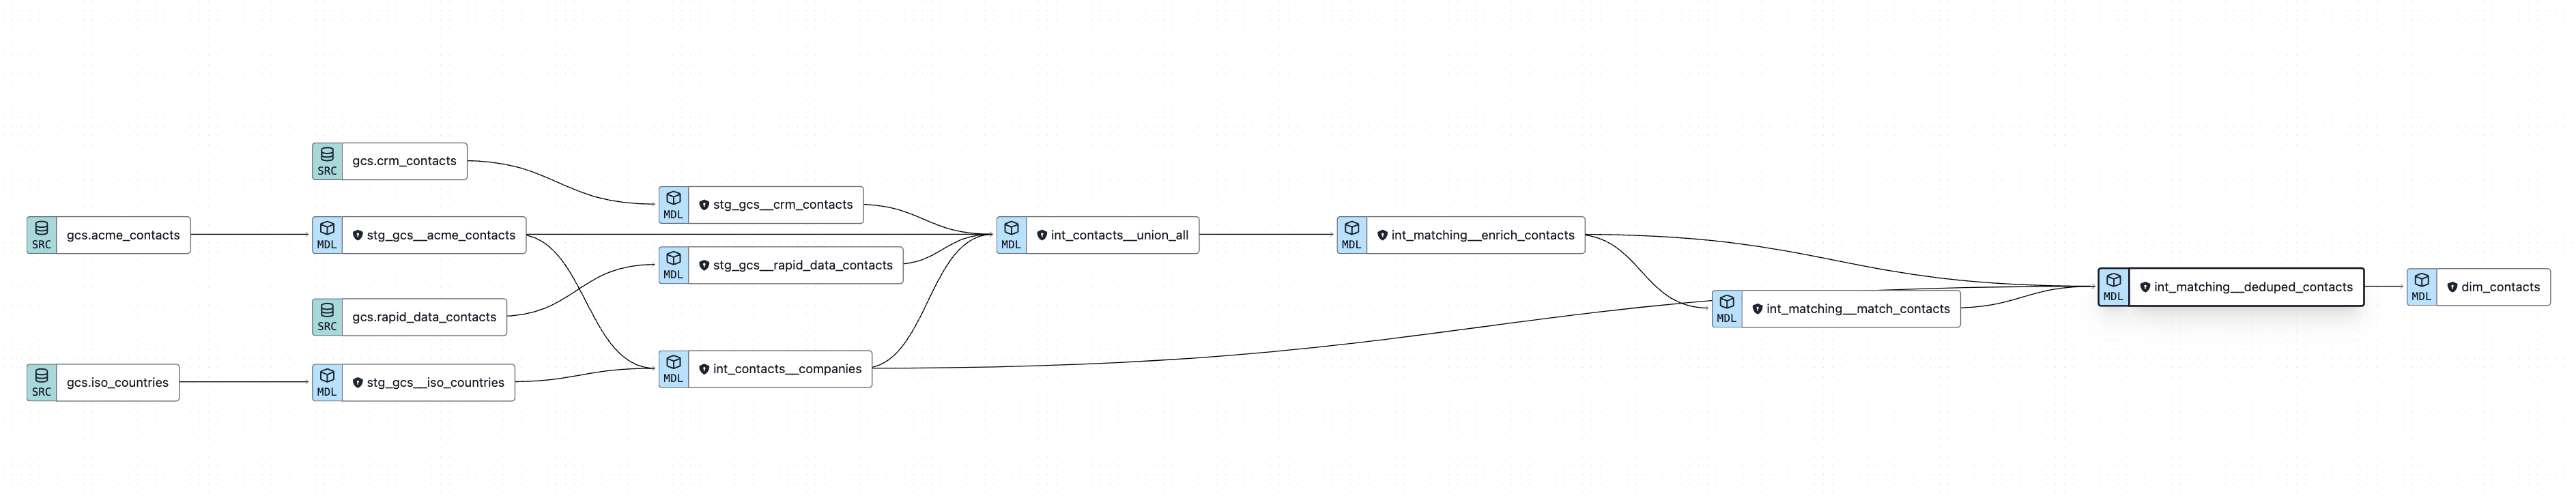 SRC gcs.crm_contacts
MDL stg_gcs__crm_contacts
SRC gcs.acme_contacts
MDL stg_gcs__acme_contacts
MDL int_contacts__union_all
MDL int_matching__enrich_contacts
MDL stg_gcs__rapid_data_contacts
MDL int_matching__deduped_contacts
MDL dim_contacts
MDL int_matching__match_contacts
SRC gcs.rapid_data_contacts
MDL int_contacts__companies
SRC gcs.iso_countries
MDL stg_gcs__iso_countries